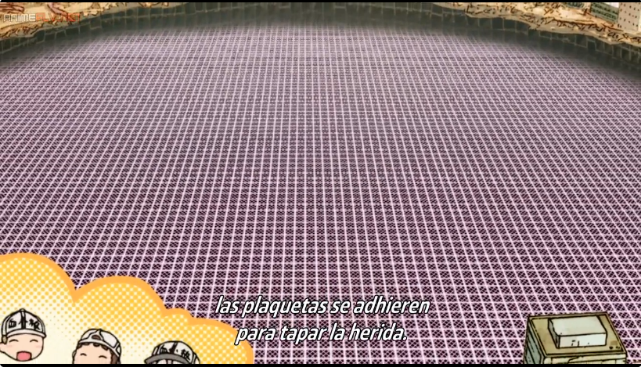 las plaquetas se adhieren
para tapar la herida.